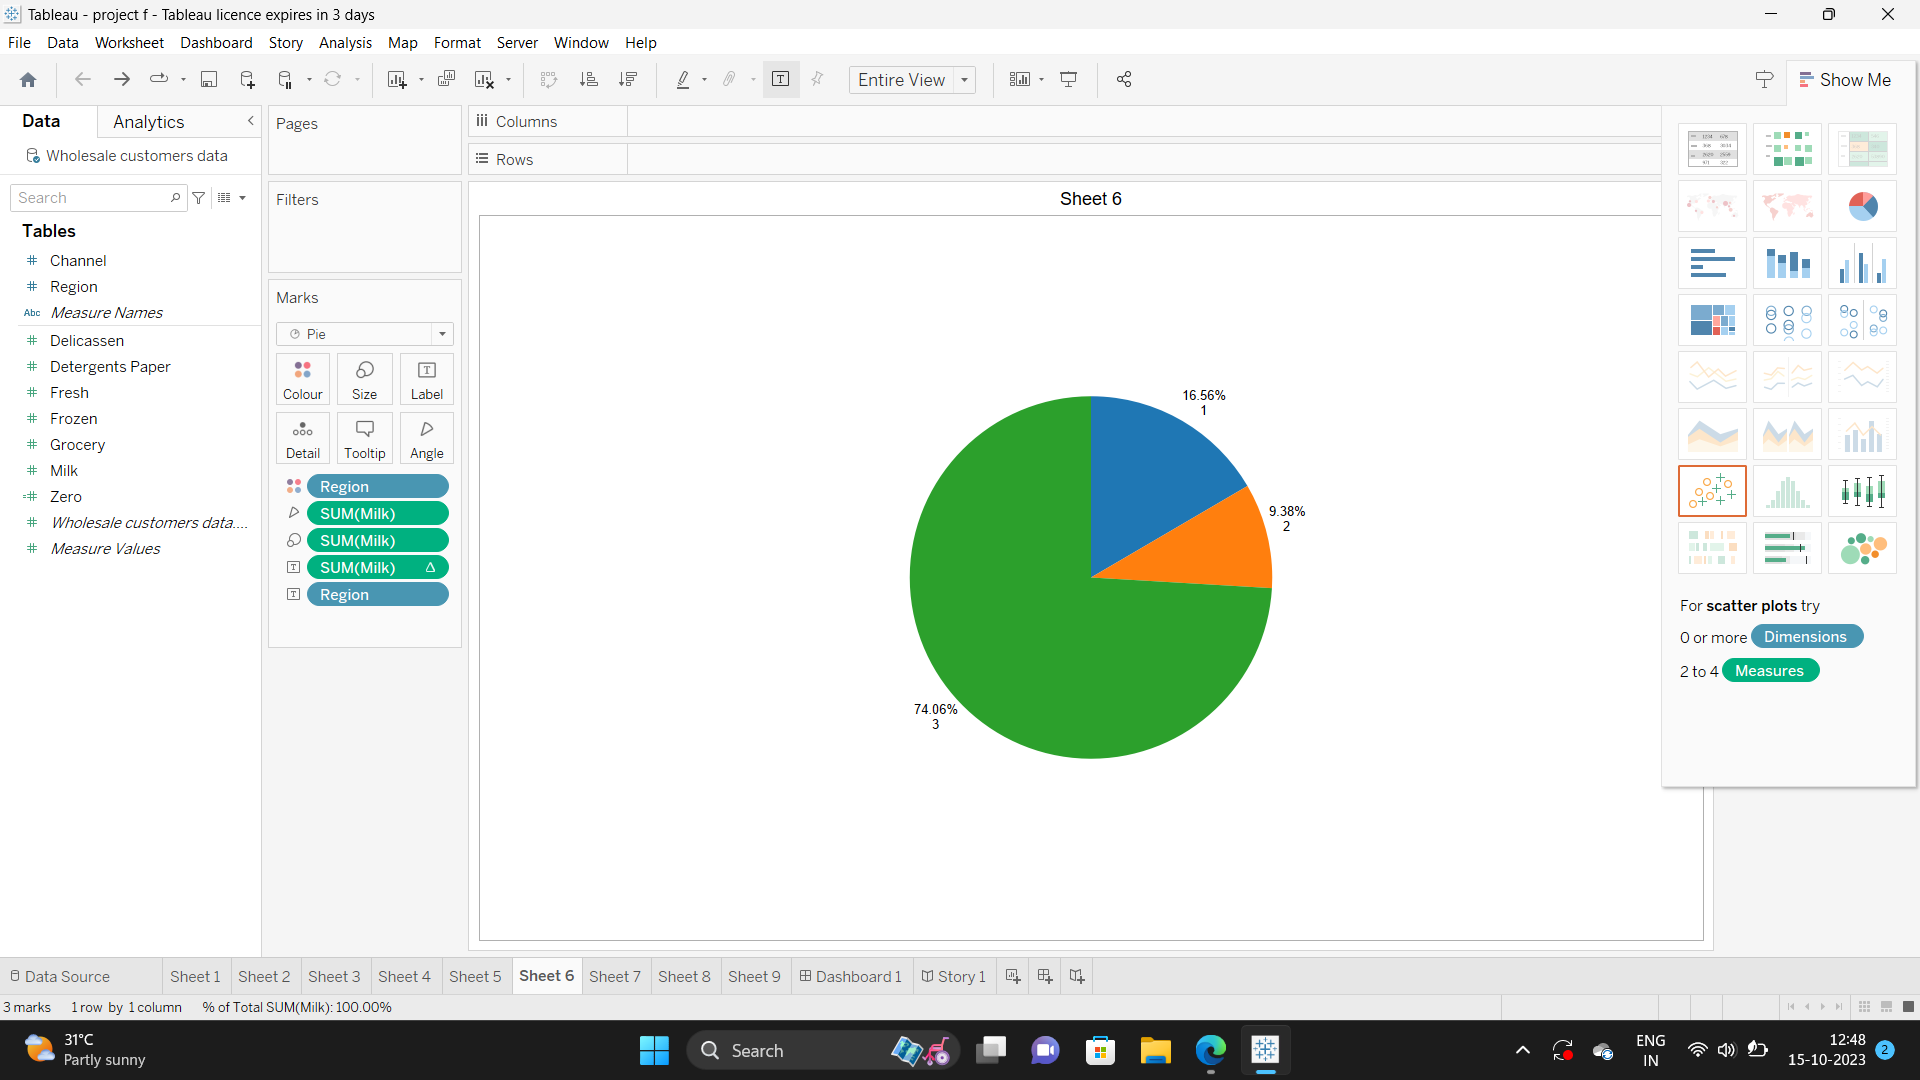 Tableau - project f - Tableau licence expires in 3 days
File Data Worksheet Dashboard Story Analysis Map Format Server Window Help
Entire View
Show Me
Data Analytics
Wholesale customers data
Search
Tables
Channel
Region
Abc Measure Names
Delicassen
Detergents Paper
Fresh
Frozen
Grocery
Milk
Zero
Wholesale customers data....
Measure Values
Pages
Filters
Marks
Pie
Colour Size Label
Detail Tooltip Angle
Region
SUM(Milk)
SUM(Milk)
SUM(Milk) Δ
Region
Columns
Rows
Sheet 6
16.56%
1
9.38%
2
74.06%
3
For scatter plots try
0 or more Dimensions
2 to 4 Measures
Data Source Sheet 1 Sheet 2 Sheet 3 Sheet 4 Sheet 5 Sheet 6 Sheet 7 Sheet 8 Sheet 9 Dashboard 1 Story 1
3 marks 1 row by 1 column % of Total SUM(Milk): 100.00%
31°C
Partly sunny
Search
ENG
IN
12:48
15-10-2023
2